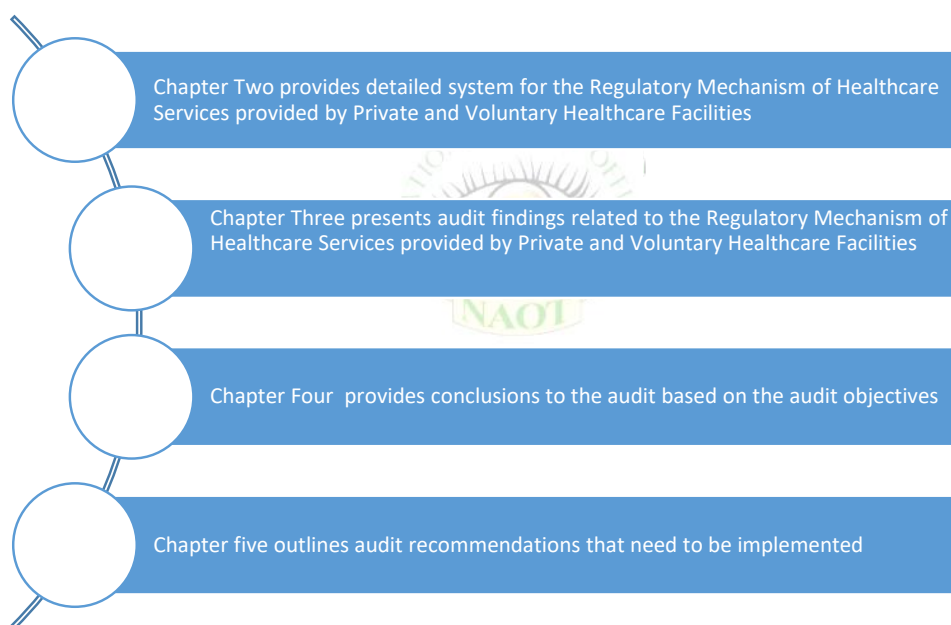 Chapter Two provides detailed system for the Regulatory Mechanism of Healthcare
Services provided by Private and Voluntary Healthcare Facilities
Chapter Three presents audit findings related to the Regulatory Mechanism of
Healthcare Services provided by Private and Voluntary Healthcare Facilities
NAOT
Chapter Four provides conclusions to the audit based on the audit objectives
Chapter five outlines audit recommendations that need to be implemented